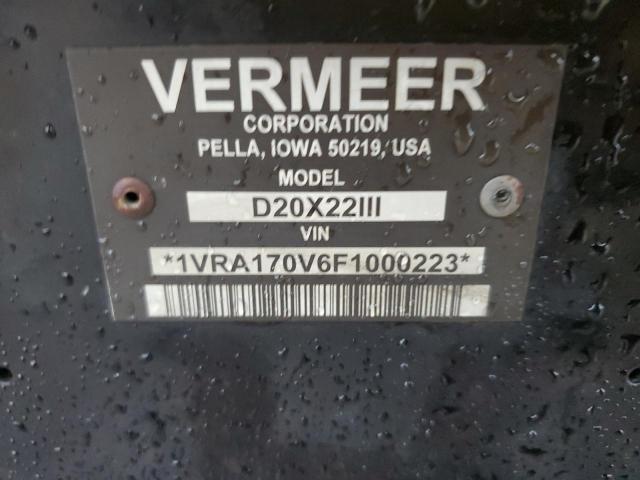 VERMEER
CORPORATION
PELLA, IOWA 50219, USA
MODEL
D20X22III
VIN
*1VRA170V6F1000223*